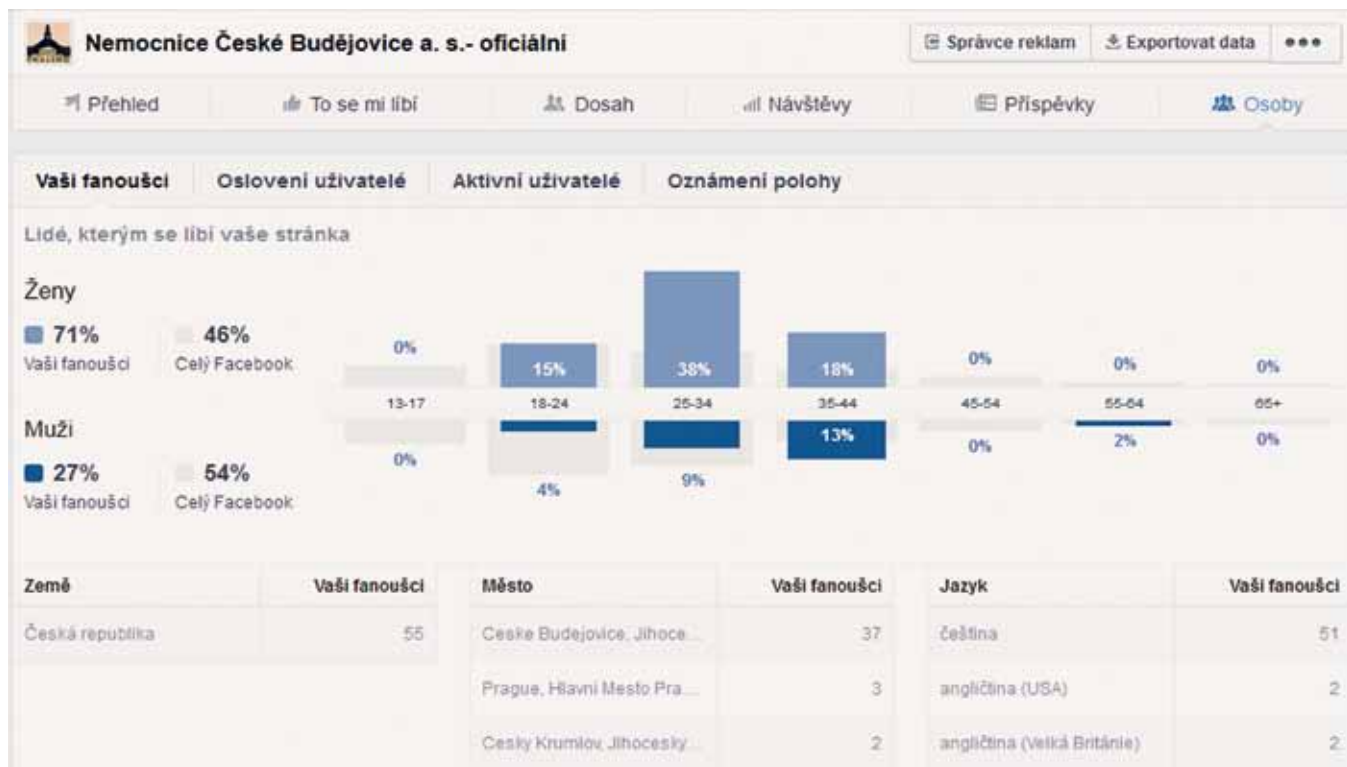 Nemocnice České Budějovice a. s.- oficiální
Správce reklam
Exportovat data
Přehled
To se mi líbí
Dosah
Návštěvy
Příspěvky
Osoby
Vaši fanoušci
Oslovení uživatelé
Aktivní uživatelé
Oznámení polohy
Lidé, kterým se líbí vaše stránka
Ženy
71%
Vaši fanoušci
46%
Celý Facebook
0%
15%
38%
18%
0%
0%
0%
13-17
18-24
25-34
35-44
45-54
55-64
65+
Muži
27%
Vaši fanoušci
54%
Celý Facebook
0%
4%
9%
13%
0%
2%
0%
Země Vaši fanoušci
Česká republika 55
Město Vaši fanoušci
Ceske Budejovice, Jihoce...
37
Prague, Hlavní Mesto Pra...
3
Cesky Krumlov, Jihocesky...
2
Jazyk Vaši fanoušci
čeština 51
angličtina (USA) 2
angličtina (Velká Británie) 2